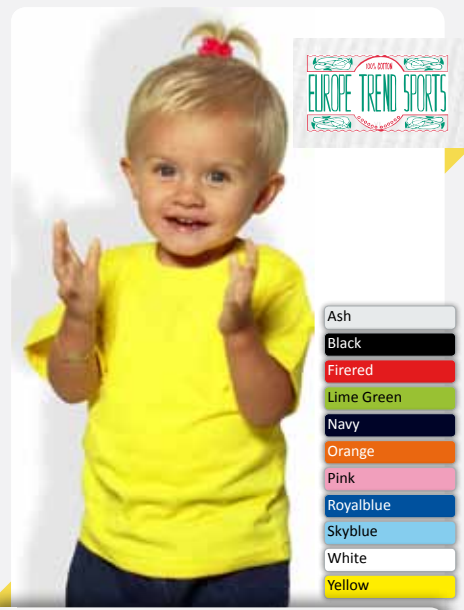 100% COTTON
EUROPE TREND SPORTS
Ash
Black
Firered
Lime Green
Navy
Orange
Pink
Royalblue
Skyblue
White
Yellow